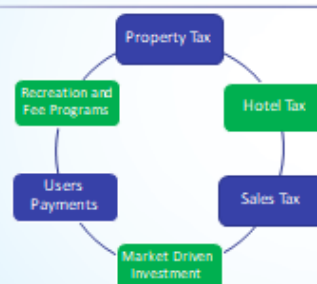 Property Tax
Recreation and
Fee Programs
Hotel Tax
Users
Payments
Sales Tax
Market Driven
Investment